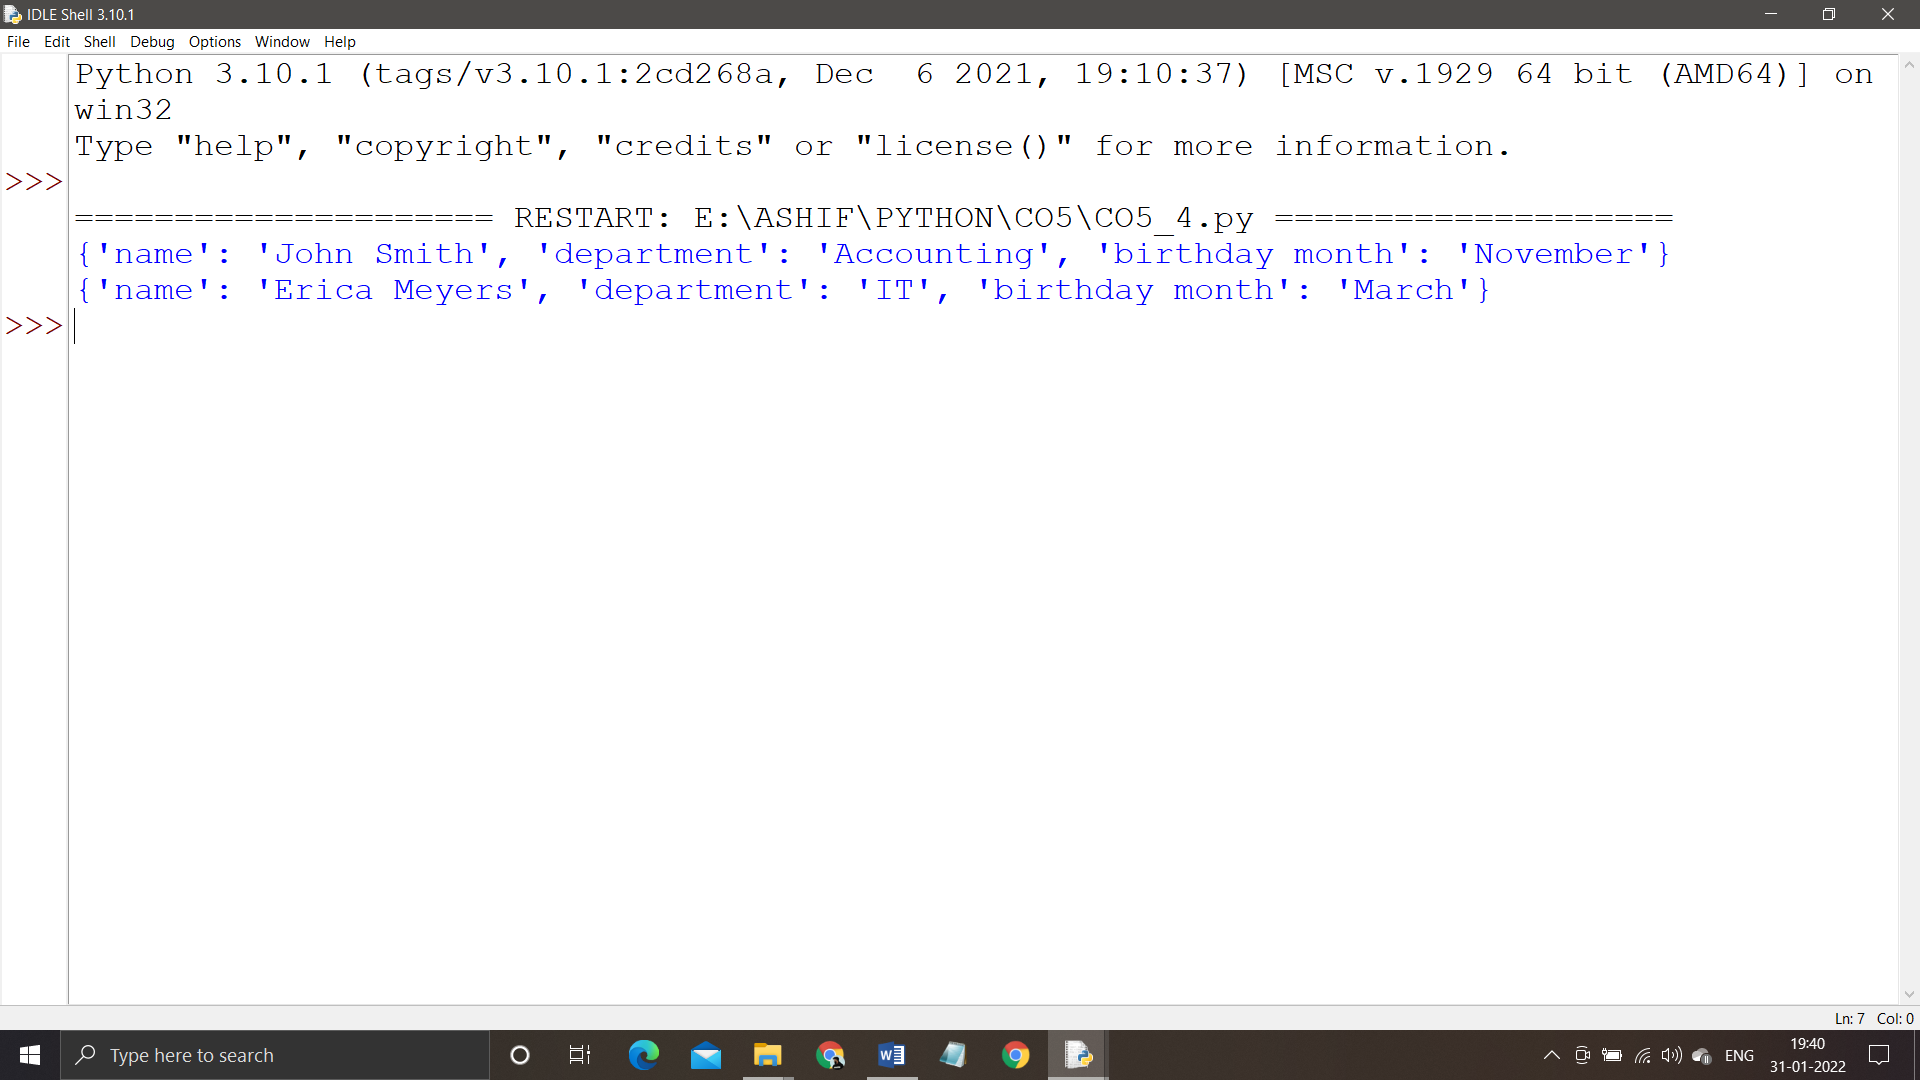 IDLE Shell 3.10.1
File Edit Shell Debug Options Window Help
Python 3.10.1 (tags/v3.10.1:2cd268a, Dec  6 2021, 19:10:37) [MSC v.1929 64 bit (AMD64)] on
win32
Type "help", "copyright", "credits" or "license()" for more information.
>>>
===================== RESTART: E:\ASHIF\PYTHON\CO5\CO5_4.py ====================
{'name': 'John Smith', 'department': 'Accounting', 'birthday month': 'November'}
{'name': 'Erica Meyers', 'department': 'IT', 'birthday month': 'March'}
>>>
Ln: 7 Col: 0
Type here to search
ENG
19:40
31-01-2022